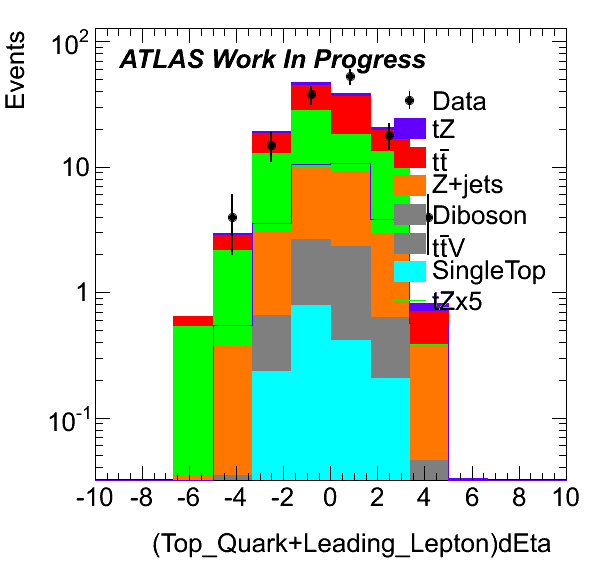 Events
10²
10
1
10⁻¹
ATLAS Work In Progress
Data
tZ
tt̄
Z+jets
Diboson
tt̄V
SingleTop
tZx5
-10 -8 -6 -4 -2 0 2 4 6 8 10
(Top_Quark+Leading_Lepton)dEta